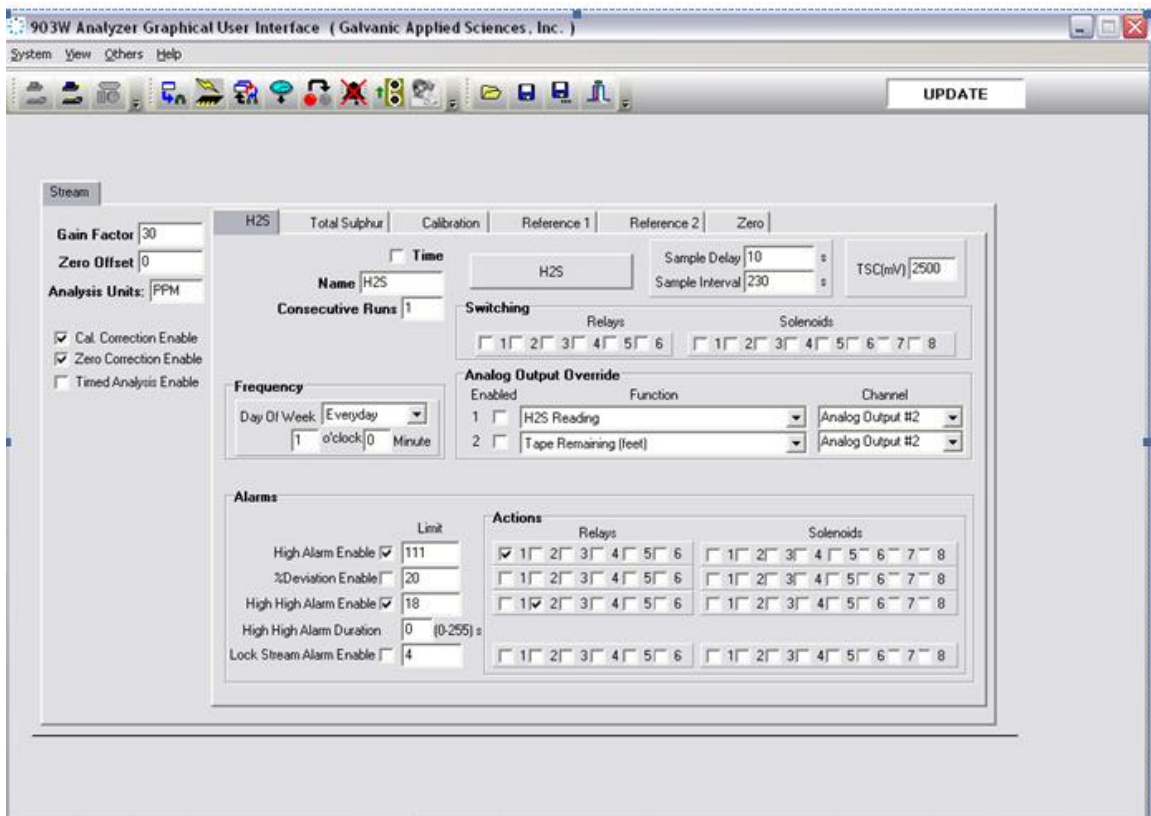 903W Analyzer Graphical User Interface ( Galvanic Applied Sciences, Inc. )
System View Others Help
UPDATE
Stream
Gain Factor 30
Zero Offset 0
Analysis Units: PPM
Cal. Correction Enable
Zero Correction Enable
Timed Analysis Enable
H2S Total Sulphur Calibration Reference 1 Reference 2 Zero
Time
Name H2S
Consecutive Runs 1
H2S
Sample Delay 10 s
Sample Interval 230 s
TSC(mV) 2500
Switching
Relays Solenoids
1 2 3 4 5 6 1 2 3 4 5 6 7 8
Frequency
Day Of Week Everyday
1 o'clock 0 Minute
Analog Output Override
Enabled Function Channel
1 H2S Reading Analog Output #2
2 Tape Remaining (feet) Analog Output #2
Alarms
Limit
Actions
Relays Solenoids
High Alarm Enable 111 1 2 3 4 5 6 1 2 3 4 5 6 7 8
%Deviation Enable 20 1 2 3 4 5 6 1 2 3 4 5 6 7 8
High High Alarm Enable 18 1 2 3 4 5 6 1 2 3 4 5 6 7 8
High High Alarm Duration 0 (0-255) s
Lock Stream Alarm Enable 4 1 2 3 4 5 6 1 2 3 4 5 6 7 8